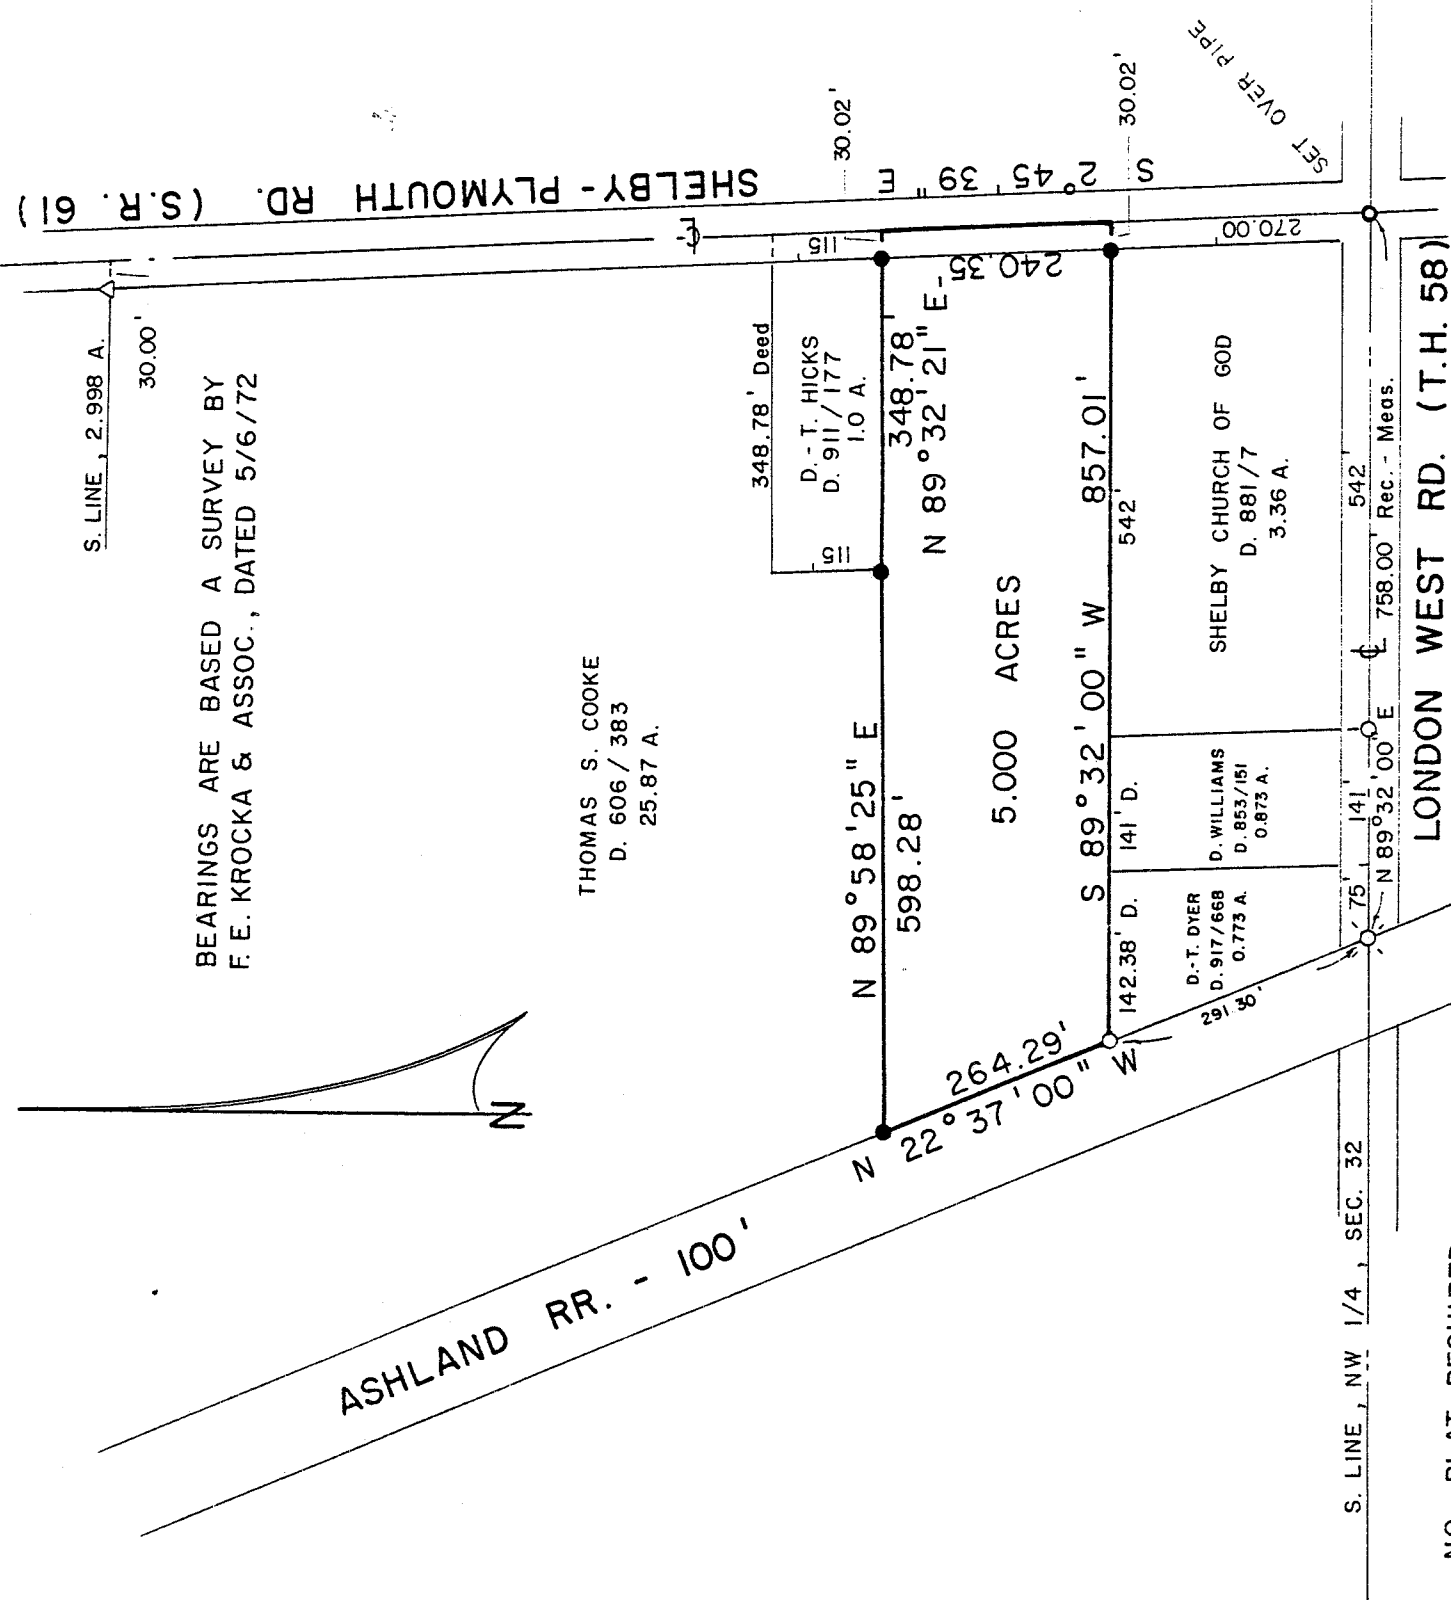 SHELBY-PLYMOUTH RD. (S.R. 61)
S. LINE, 2.998 A.
30.00'
BEARINGS ARE BASED A SURVEY BY
F. E. KROCKA & ASSOC., DATED 5/6/72
THOMAS S. COOKE
D. 606 / 383
25.87 A.
348.78' Deed
D.-T. HICKS
D. 911 / 177
1.0 A.
115'
115'
30.02'
S 2°45'39" E
30.02'
SET OVER PIPE
℄
240.35
270.00'
N 89°58'25" E
598.28'
348.78'
N 89°32'21" E
5.000 ACRES
S 89°32'00" W 857.01'
142.38' D.
141' D.
542'
D.-T. DYER
D. 917/668
0.773 A.
D. WILLIAMS
D. 853/151
0.873 A.
SHELBY CHURCH OF GOD
D. 881/7
3.36 A.
264.29'
N 22°37'00" W
291.30'
75'
141'
542'
N 89°32'00" E ℄ 758.00' Rec.-Meas.
LONDON WEST RD. (T.H. 58)
S. LINE, NW 1/4, SEC. 32
ASHLAND RR. - 100'
N